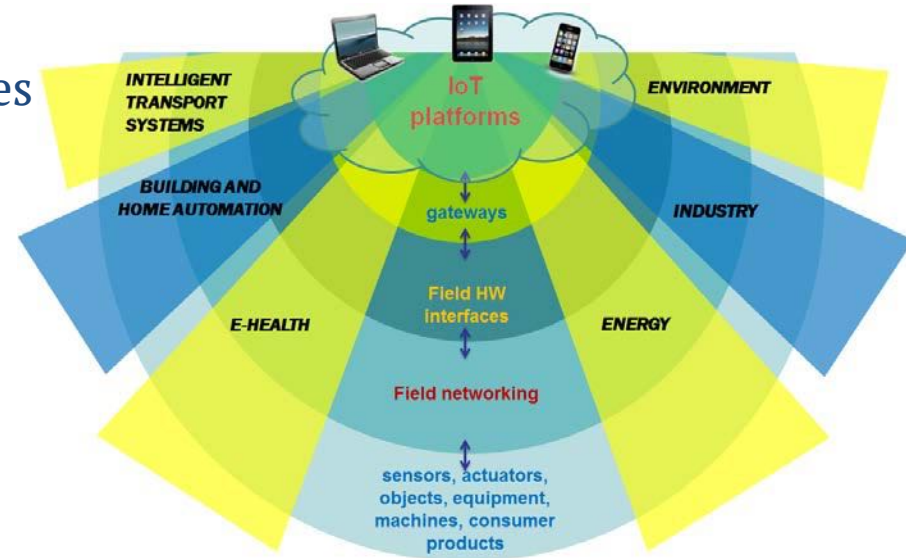 es
IoT
platforms
INTELLIGENT
TRANSPORT
SYSTEMS
ENVIRONMENT
BUILDING AND
HOME AUTOMATION
INDUSTRY
gateways
Field HW
interfaces
E-HEALTH
ENERGY
Field networking
sensors, actuators,
objects, equipment,
machines, consumer
products